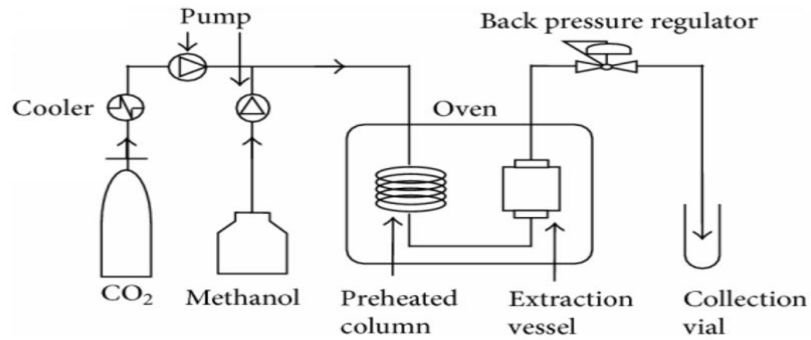 Pump
Back pressure regulator
Cooler
Oven
CO₂
Methanol
Preheated
column
Extraction
vessel
Collection
vial